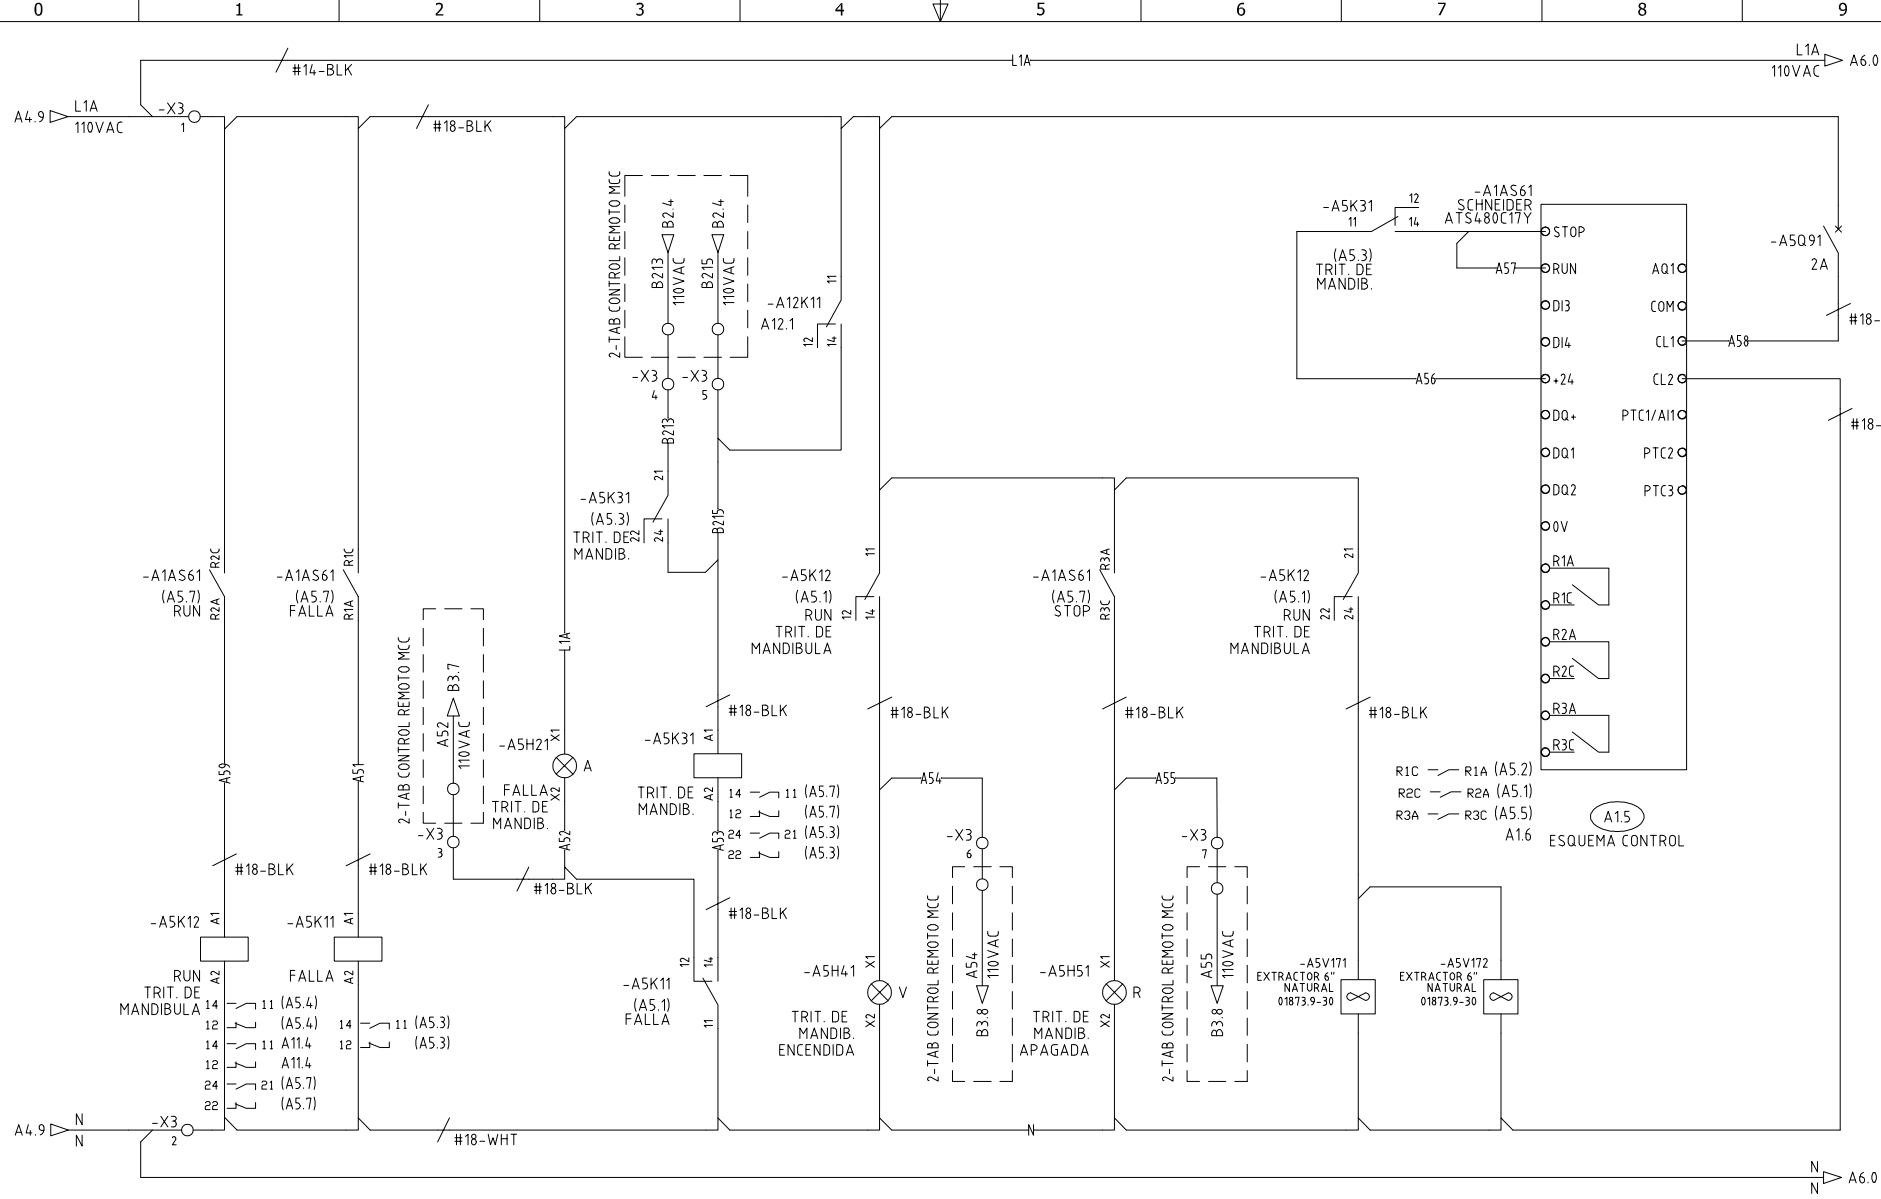 0 1 2 3 4 5 6 7 8 9
L1A
#14-BLK
L1A
110VAC
A6.0
A4.9
L1A
110VAC
-X3
1
#18-BLK
2-TAB CONTROL REMOTO MCC
B2.4
B213
110VAC
B2.4
B215
110VAC
-X3
4
-X3
5
B213
B215
11
-A12K11
A12.1
12
14
21
-A5K31
(A5.3)
TRIT. DE
MANDIB.
22
24
-A5K31
11
12
14
(A5.3)
TRIT. DE
MANDIB.
-A1AS61
SCHNEIDER
ATS480C17Y
A57
A56
STOP
RUN
DI3
DI4
+24
DQ+
DQ1
DQ2
0V
R1A
R1C
R2A
R2C
R3A
R3C
AQ1
COM
CL1
CL2
PTC1/AI1
PTC2
PTC3
A58
-A5Q91
2A
#18-
#18-
R1C R1A (A5.2)
R2C R2A (A5.1)
R3A R3C (A5.5)
A1.6
A1.5
ESQUEMA CONTROL
R2C
-A1AS61
(A5.7)
RUN
R2A
R1C
-A1AS61
(A5.7)
FALLA
R1A
A59
A51
#18-BLK
#18-BLK
2-TAB CONTROL REMOTO MCC
B3.7
A52
110VAC
-X3
3
#18-BLK
L1A
-A5H21
X1
A
X2
FALLA
TRIT. DE
MANDIB.
A52
#18-BLK
-A5K31
A1
A2
TRIT. DE
MANDIB.
14 11 (A5.7)
12 (A5.7)
24 21 (A5.3)
22 (A5.3)
A53
#18-BLK
12
14
-A5K11
(A5.1)
FALLA
11
11
-A5K12
(A5.1)
RUN
TRIT. DE
MANDIBULA
12
14
#18-BLK
A54
-X3
6
2-TAB CONTROL REMOTO MCC
A54
110VAC
B3.8
-A5H41
X1
V
X2
TRIT. DE
MANDIB.
ENCENDIDA
R3A
-A1AS61
(A5.7)
STOP
R3C
#18-BLK
A55
-X3
7
2-TAB CONTROL REMOTO MCC
A55
110VAC
B3.8
-A5H51
X1
R
X2
TRIT. DE
MANDIB.
APAGADA
21
-A5K12
(A5.1)
RUN
TRIT. DE
MANDIBULA
22
24
#18-BLK
-A5V171
EXTRACTOR 6"
NATURAL
01873.9-30
-A5V172
EXTRACTOR 6"
NATURAL
01873.9-30
-A5K12
A1
A2
RUN
TRIT. DE
MANDIBULA
14 11 (A5.4)
12 (A5.4)
14 11 A11.4
12 A11.4
24 21 (A5.7)
22 (A5.7)
-A5K11
A1
A2
FALLA
14 11 (A5.3)
12 (A5.3)
A4.9
N
N
-X3
2
#18-WHT
N
N
N
A6.0